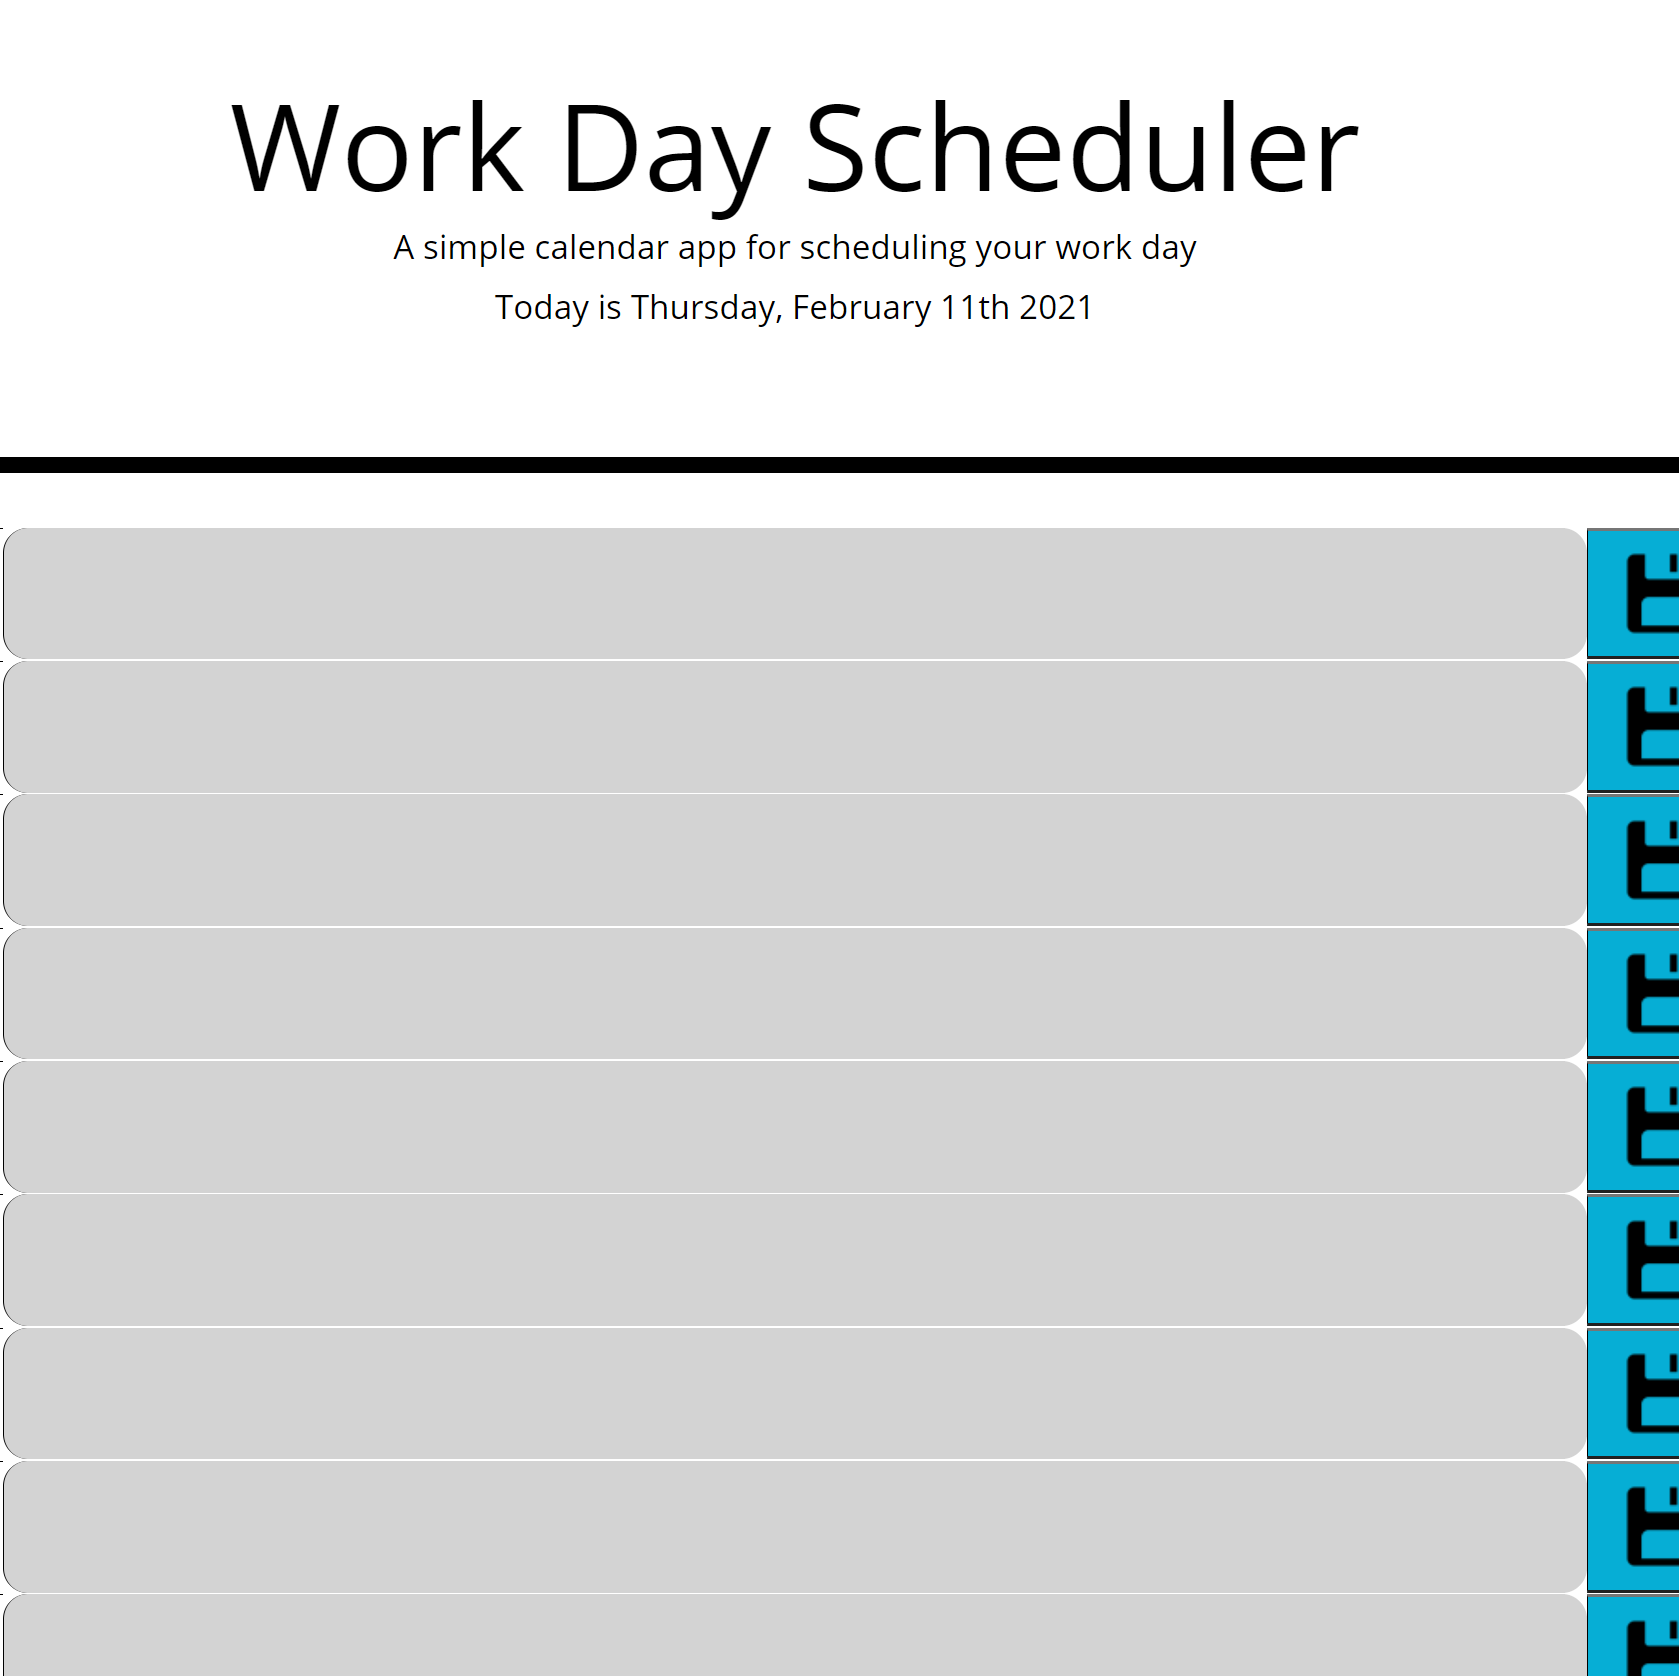 Work Day Scheduler
A simple calendar app for scheduling your work day
Today is Thursday, February 11th 2021